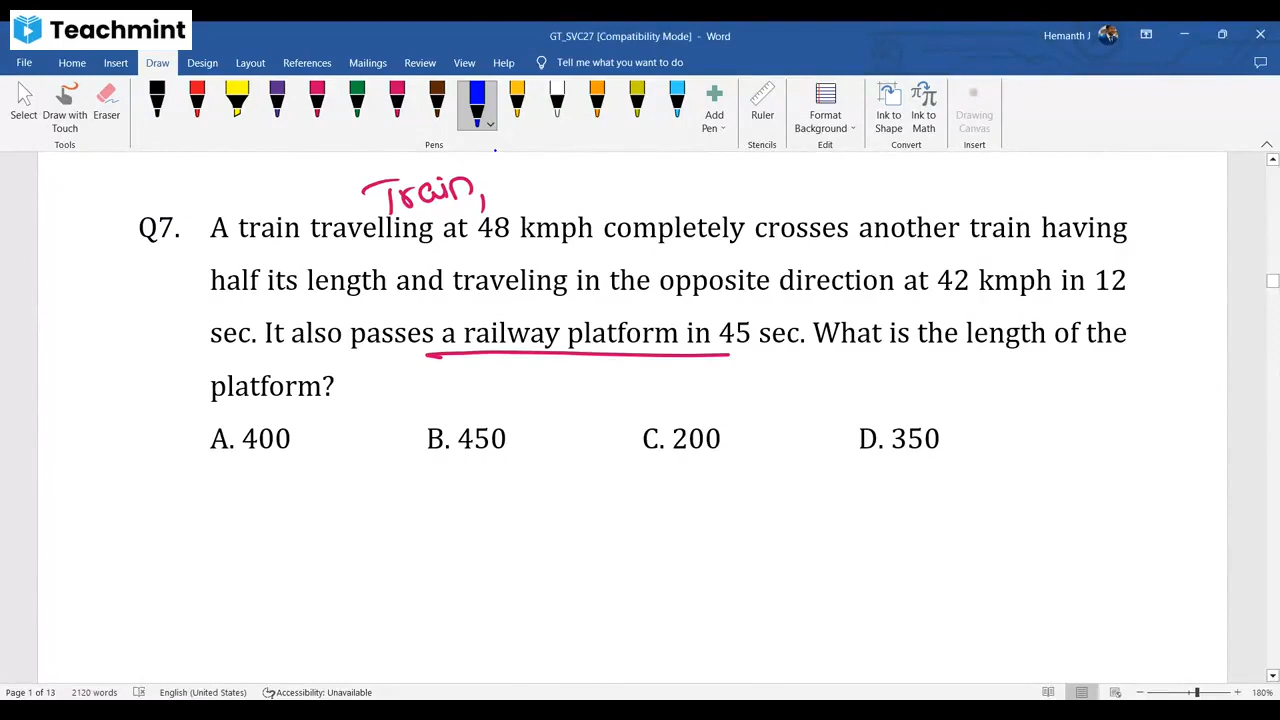 Teachmint
GT_SVC27 [Compatibility Mode] - Word
Hemanth J
File Home Insert Draw Design Layout References Mailings Review View Help Tell me what you want to do
Select
Draw with Touch
Eraser
Add Pen
Ruler
Format Background
Ink to Shape
Ink to Math
Drawing Canvas
Tools Pens Stencils Edit Convert Insert
Train,
Q7. A train travelling at 48 kmph completely crosses another train having
half its length and traveling in the opposite direction at 42 kmph in 12
sec. It also passes a railway platform in 45 sec. What is the length of the
platform?
A. 400 B. 450 C. 200 D. 350
Page 1 of 13 2120 words English (United States) Accessibility: Unavailable 180%